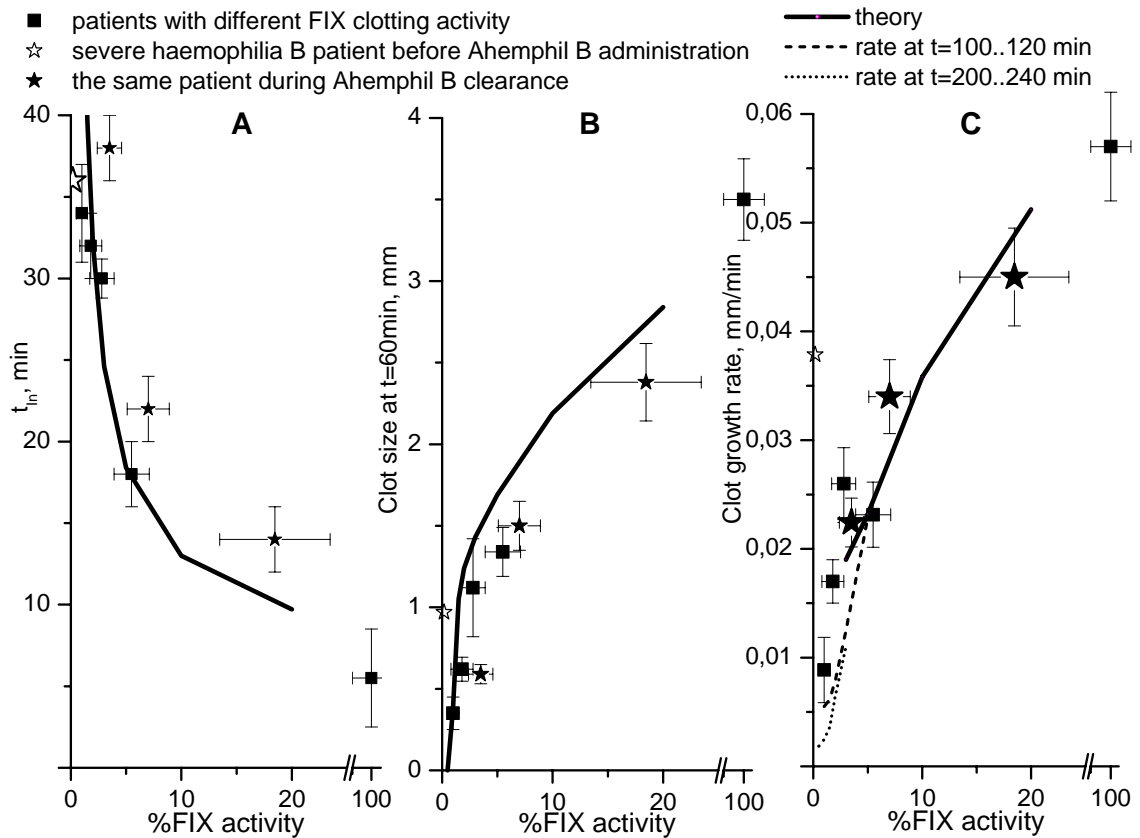 patients with different FIX clotting activity
severe haemophilia B patient before Ahemphil B administration
the same patient during Ahemphil B clearance
theory
rate at t=100..120 min
rate at t=200..240 min
A
40
30
20
10
0
10
20
100
t_In, min
%FIX activity
B
4
3
2
1
0
0
10
20
100
Clot size at t=60min, mm
%FIX activity
C
0,06
0,05
0,04
0,03
0,02
0,01
0
10
20
100
Clot growth rate, mm/min
%FIX activity